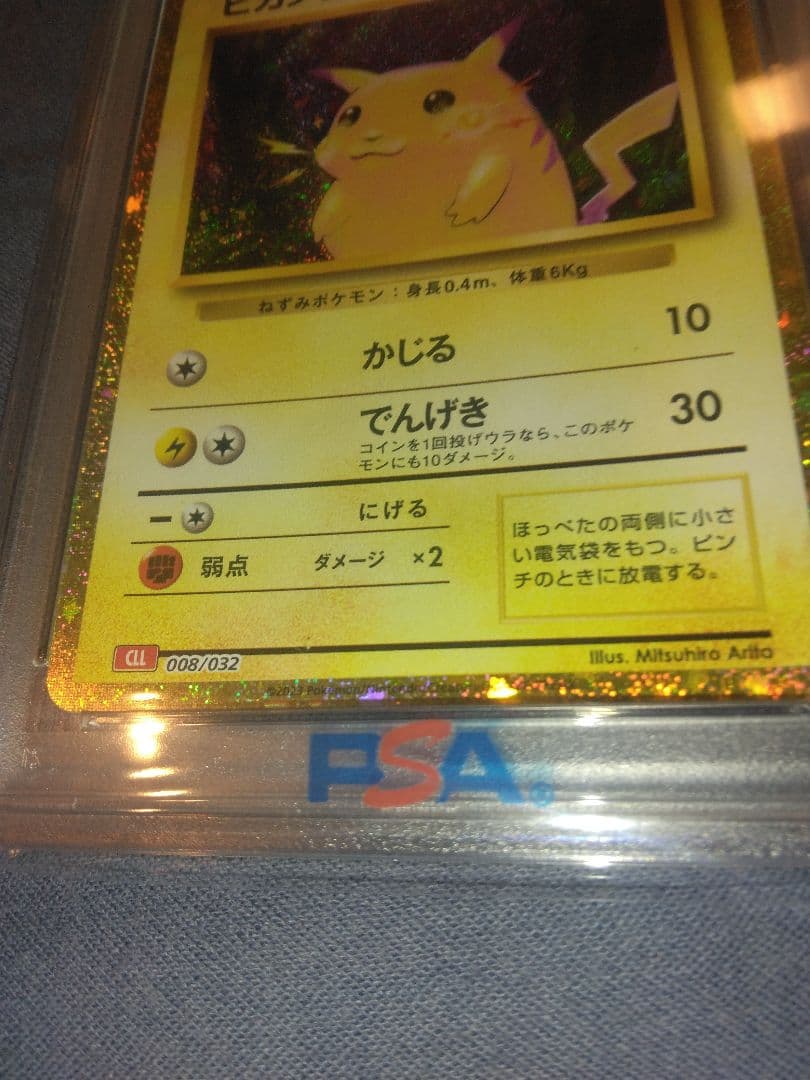 ねずみポケモン：身長0.4m、体重6Kg
かじる 10
でんげき 30
コインを1回投げウラなら、このポケ
モンにも10ダメージ。
にげる
弱点 ダメージ ×2
ほっぺたの両側に小さ
い電気袋をもつ。ピン
チのときに放電する。
CLL 008/032
Illus. Mitsuhiro Arita
©2023 Pokémon/Nintendo/
PSA®